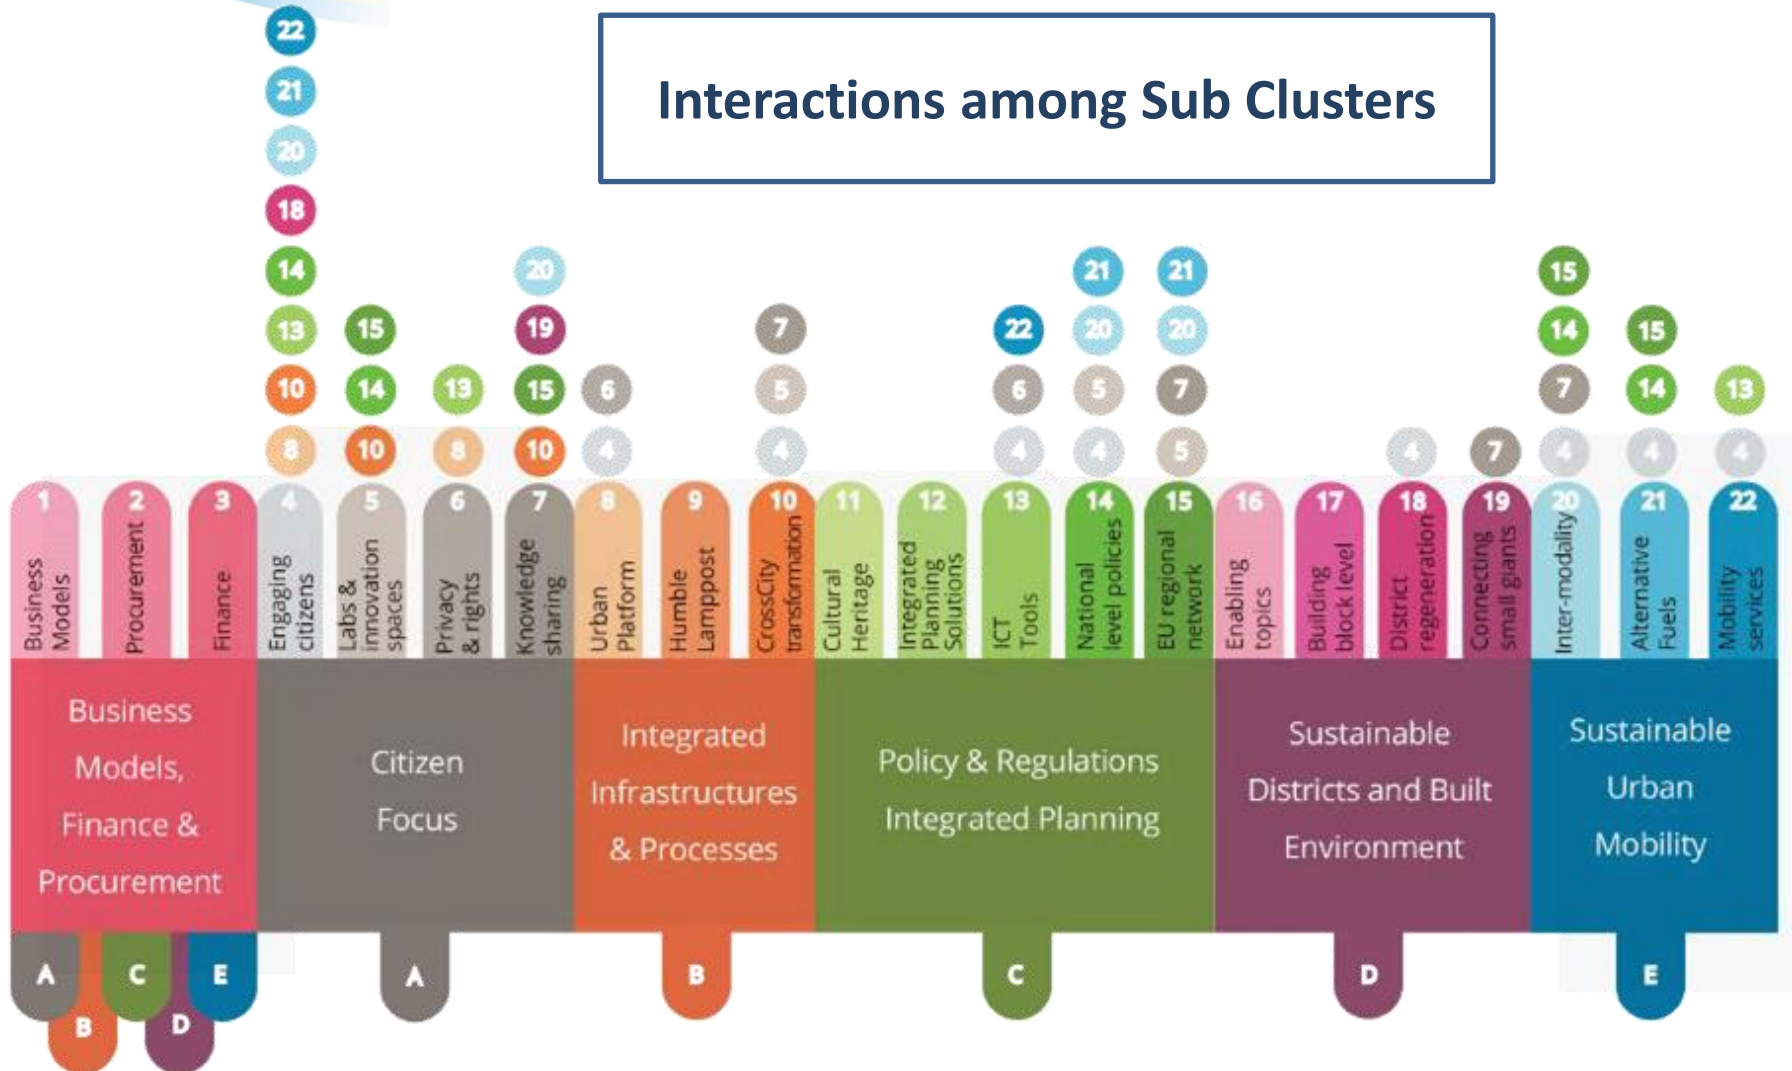 Interactions among Sub Clusters
22
21
20
18
14
13
10
8
15
14
10
13
8
20
19
15
10
6
4
7
5
4
22
6
4
21
20
5
4
21
20
7
5
4
7
15
14
7
4
15
14
4
13
4
1
Business
Models
2
Procurement
3
Finance
4
Engaging
citizens
5
Labs &
innovation
spaces
6
Privacy
& rights
7
Knowledge
sharing
8
Urban
Platform
9
Humble
Lamppost
10
CrossCity
transformation
11
Cultural
Heritage
12
Integrated
Planning
Solutions
13
ICT
Tools
14
National
level policies
15
EU regional
network
16
Enabling
topics
17
Building
block level
18
District
regeneration
19
Connecting
small giants
20
Inter-modality
21
Alternative
Fuels
22
Mobility
services
Business
Models,
Finance &
Procurement
Citizen
Focus
Integrated
Infrastructures
& Processes
Policy & Regulations
Integrated Planning
Sustainable
Districts and Built
Environment
Sustainable
Urban
Mobility
A
B
C
D
E
A
B
C
D
E